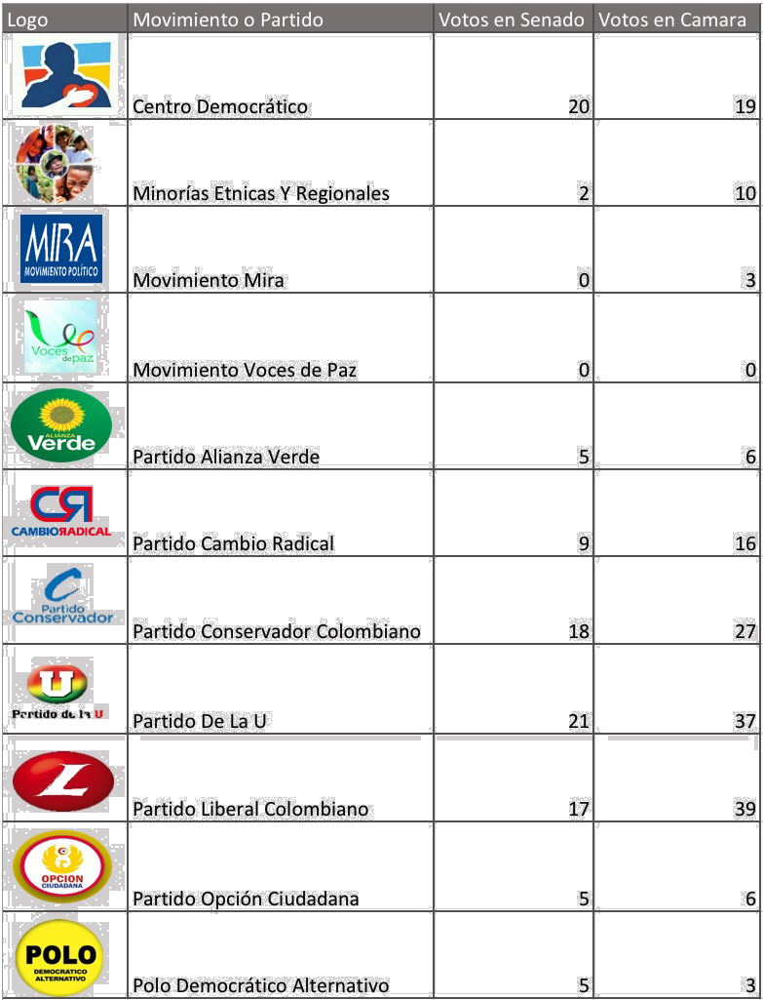 Logo Movimiento o Partido Votos en Senado Votos en Camara
Centro Democrático 20 19
Minorías Etnicas Y Regionales 2 10
MIRA
MOVIMIENTO POLÍTICO
Movimiento Mira 0 3
Voces
de paz
Movimiento Voces de Paz 0 0
ALIANZA
Verde
Partido Alianza Verde 5 6
CR
CAMBIO RADICAL
Partido Cambio Radical 9 16
Partido
Conservador
Partido Conservador Colombiano 18 27
U
Partido de la U
Partido De La U 21 37
L
Partido Liberal Colombiano 17 39
OPCION
CIUDADANA
Partido Opción Ciudadana 5 6
POLO
DEMOCRATICO
ALTERNATIVO
Polo Democrático Alternativo 5 3